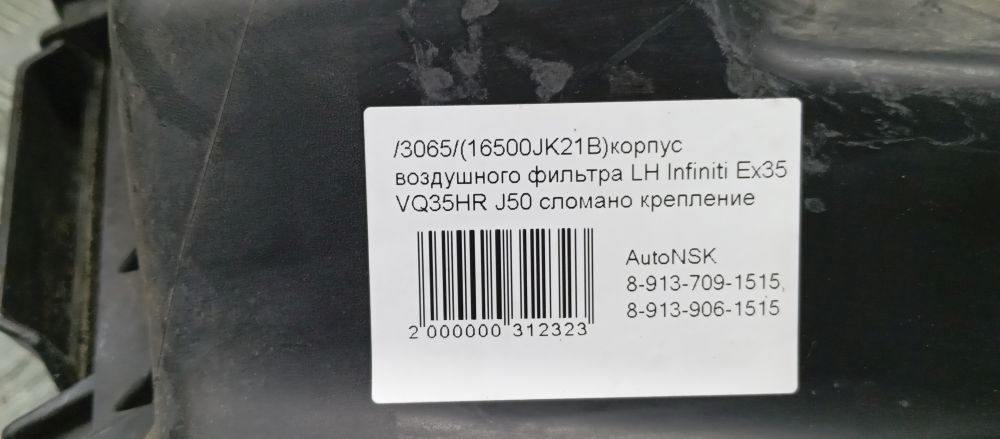 /3065/(16500JK21B)корпус
воздушного фильтра LH Infiniti Ex35
VQ35HR J50 сломано крепление
AutoNSK
8-913-709-1515,
8-913-906-1515
2 000000 312323